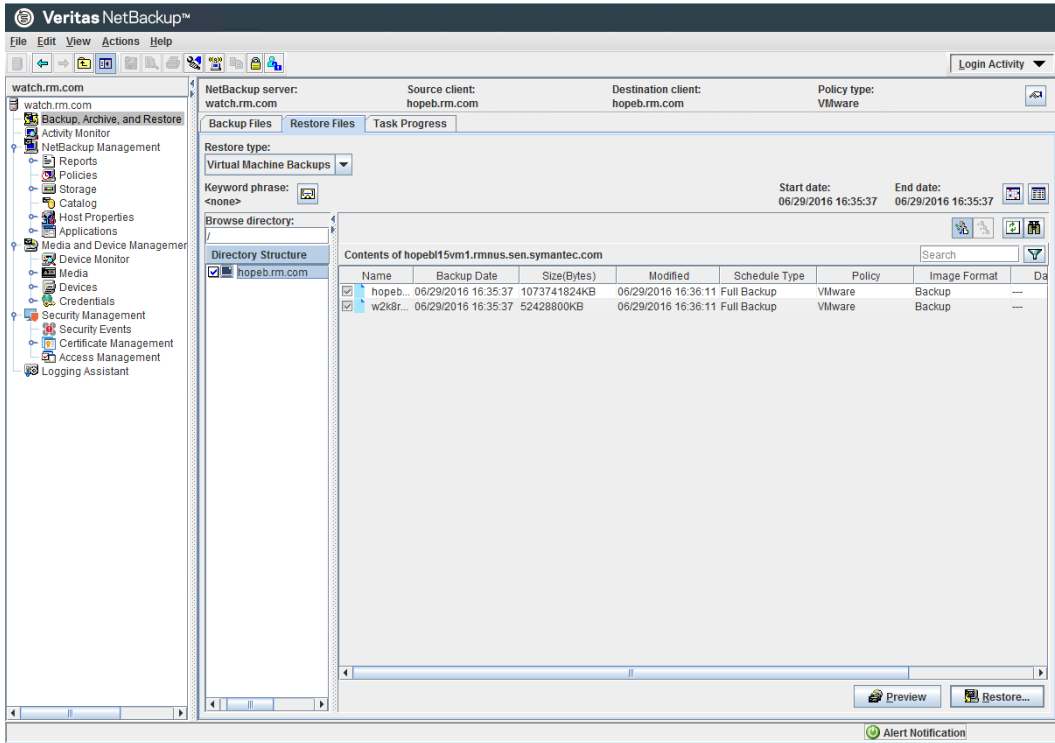 Veritas NetBackup™
File Edit View Actions Help
Login Activity
watch.rm.com
watch.rm.com
Backup, Archive, and Restore
Activity Monitor
NetBackup Management
Reports
Policies
Storage
Catalog
Host Properties
Applications
Media and Device Managemer
Device Monitor
Media
Devices
Credentials
Security Management
Security Events
Certificate Management
Access Management
Logging Assistant
NetBackup server: Source client: Destination client: Policy type:
watch.rm.com hopeb.rm.com hopeb.rm.com VMware
Backup Files Restore Files Task Progress
Restore type:
Virtual Machine Backups
Keyword phrase: Start date: End date:
<none> 06/29/2016 16:35:37 06/29/2016 16:35:37
Browse directory:
/
Directory Structure Contents of hopebl15vm1.rmnus.sen.symantec.com Search
hopeb.rm.com
Name Backup Date Size(Bytes) Modified Schedule Type Policy Image Format Da
hopeb... 06/29/2016 16:35:37 1073741824KB 06/29/2016 16:36:11 Full Backup VMware Backup ---
w2k8r... 06/29/2016 16:35:37 52428800KB 06/29/2016 16:36:11 Full Backup VMware Backup ---
Preview Restore...
Alert Notification